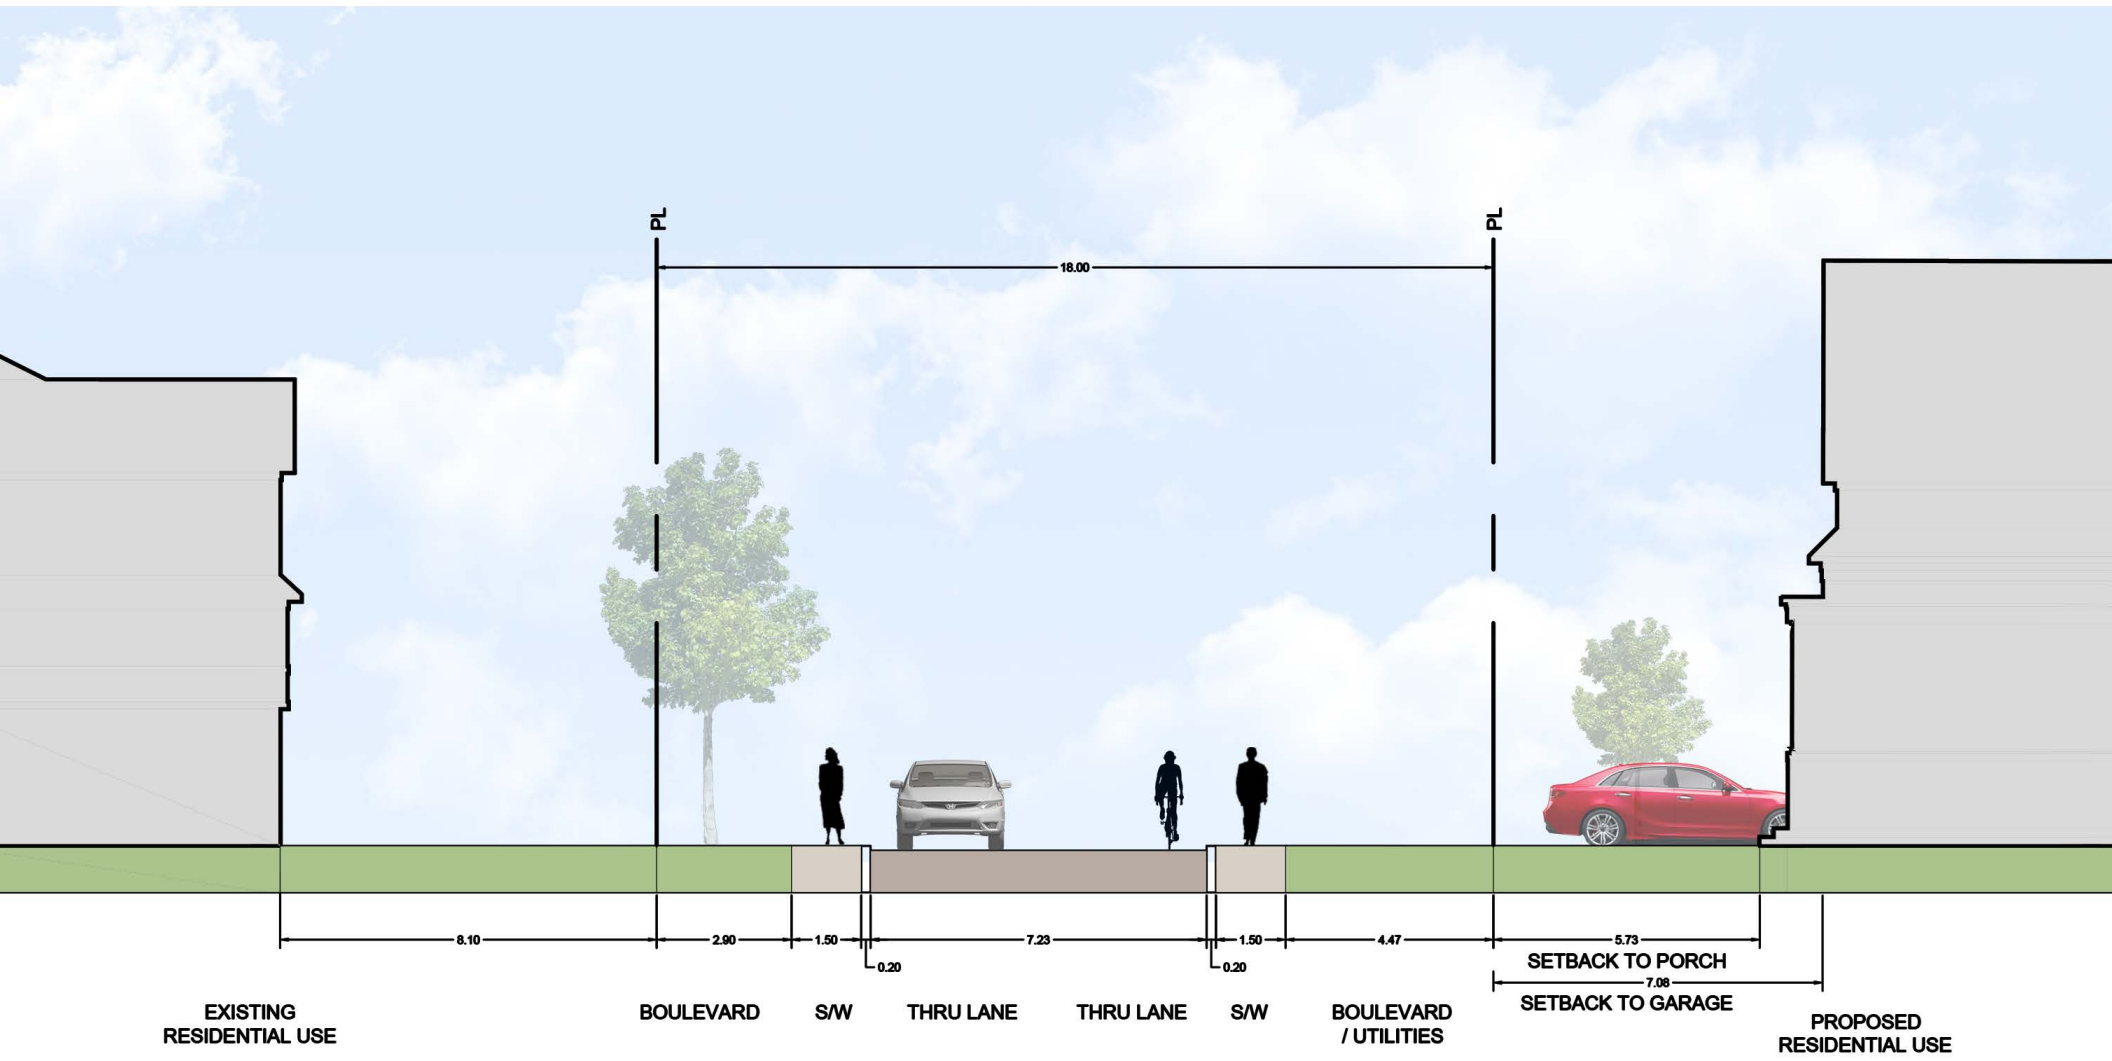 PL
PL
18.00
8.10
2.90
1.50
7.23
1.50
4.47
5.73
0.20
0.20
SETBACK TO PORCH
7.08
SETBACK TO GARAGE
EXISTING
RESIDENTIAL USE
BOULEVARD
S/W
THRU LANE
THRU LANE
S/W
BOULEVARD
/ UTILITIES
PROPOSED
RESIDENTIAL USE